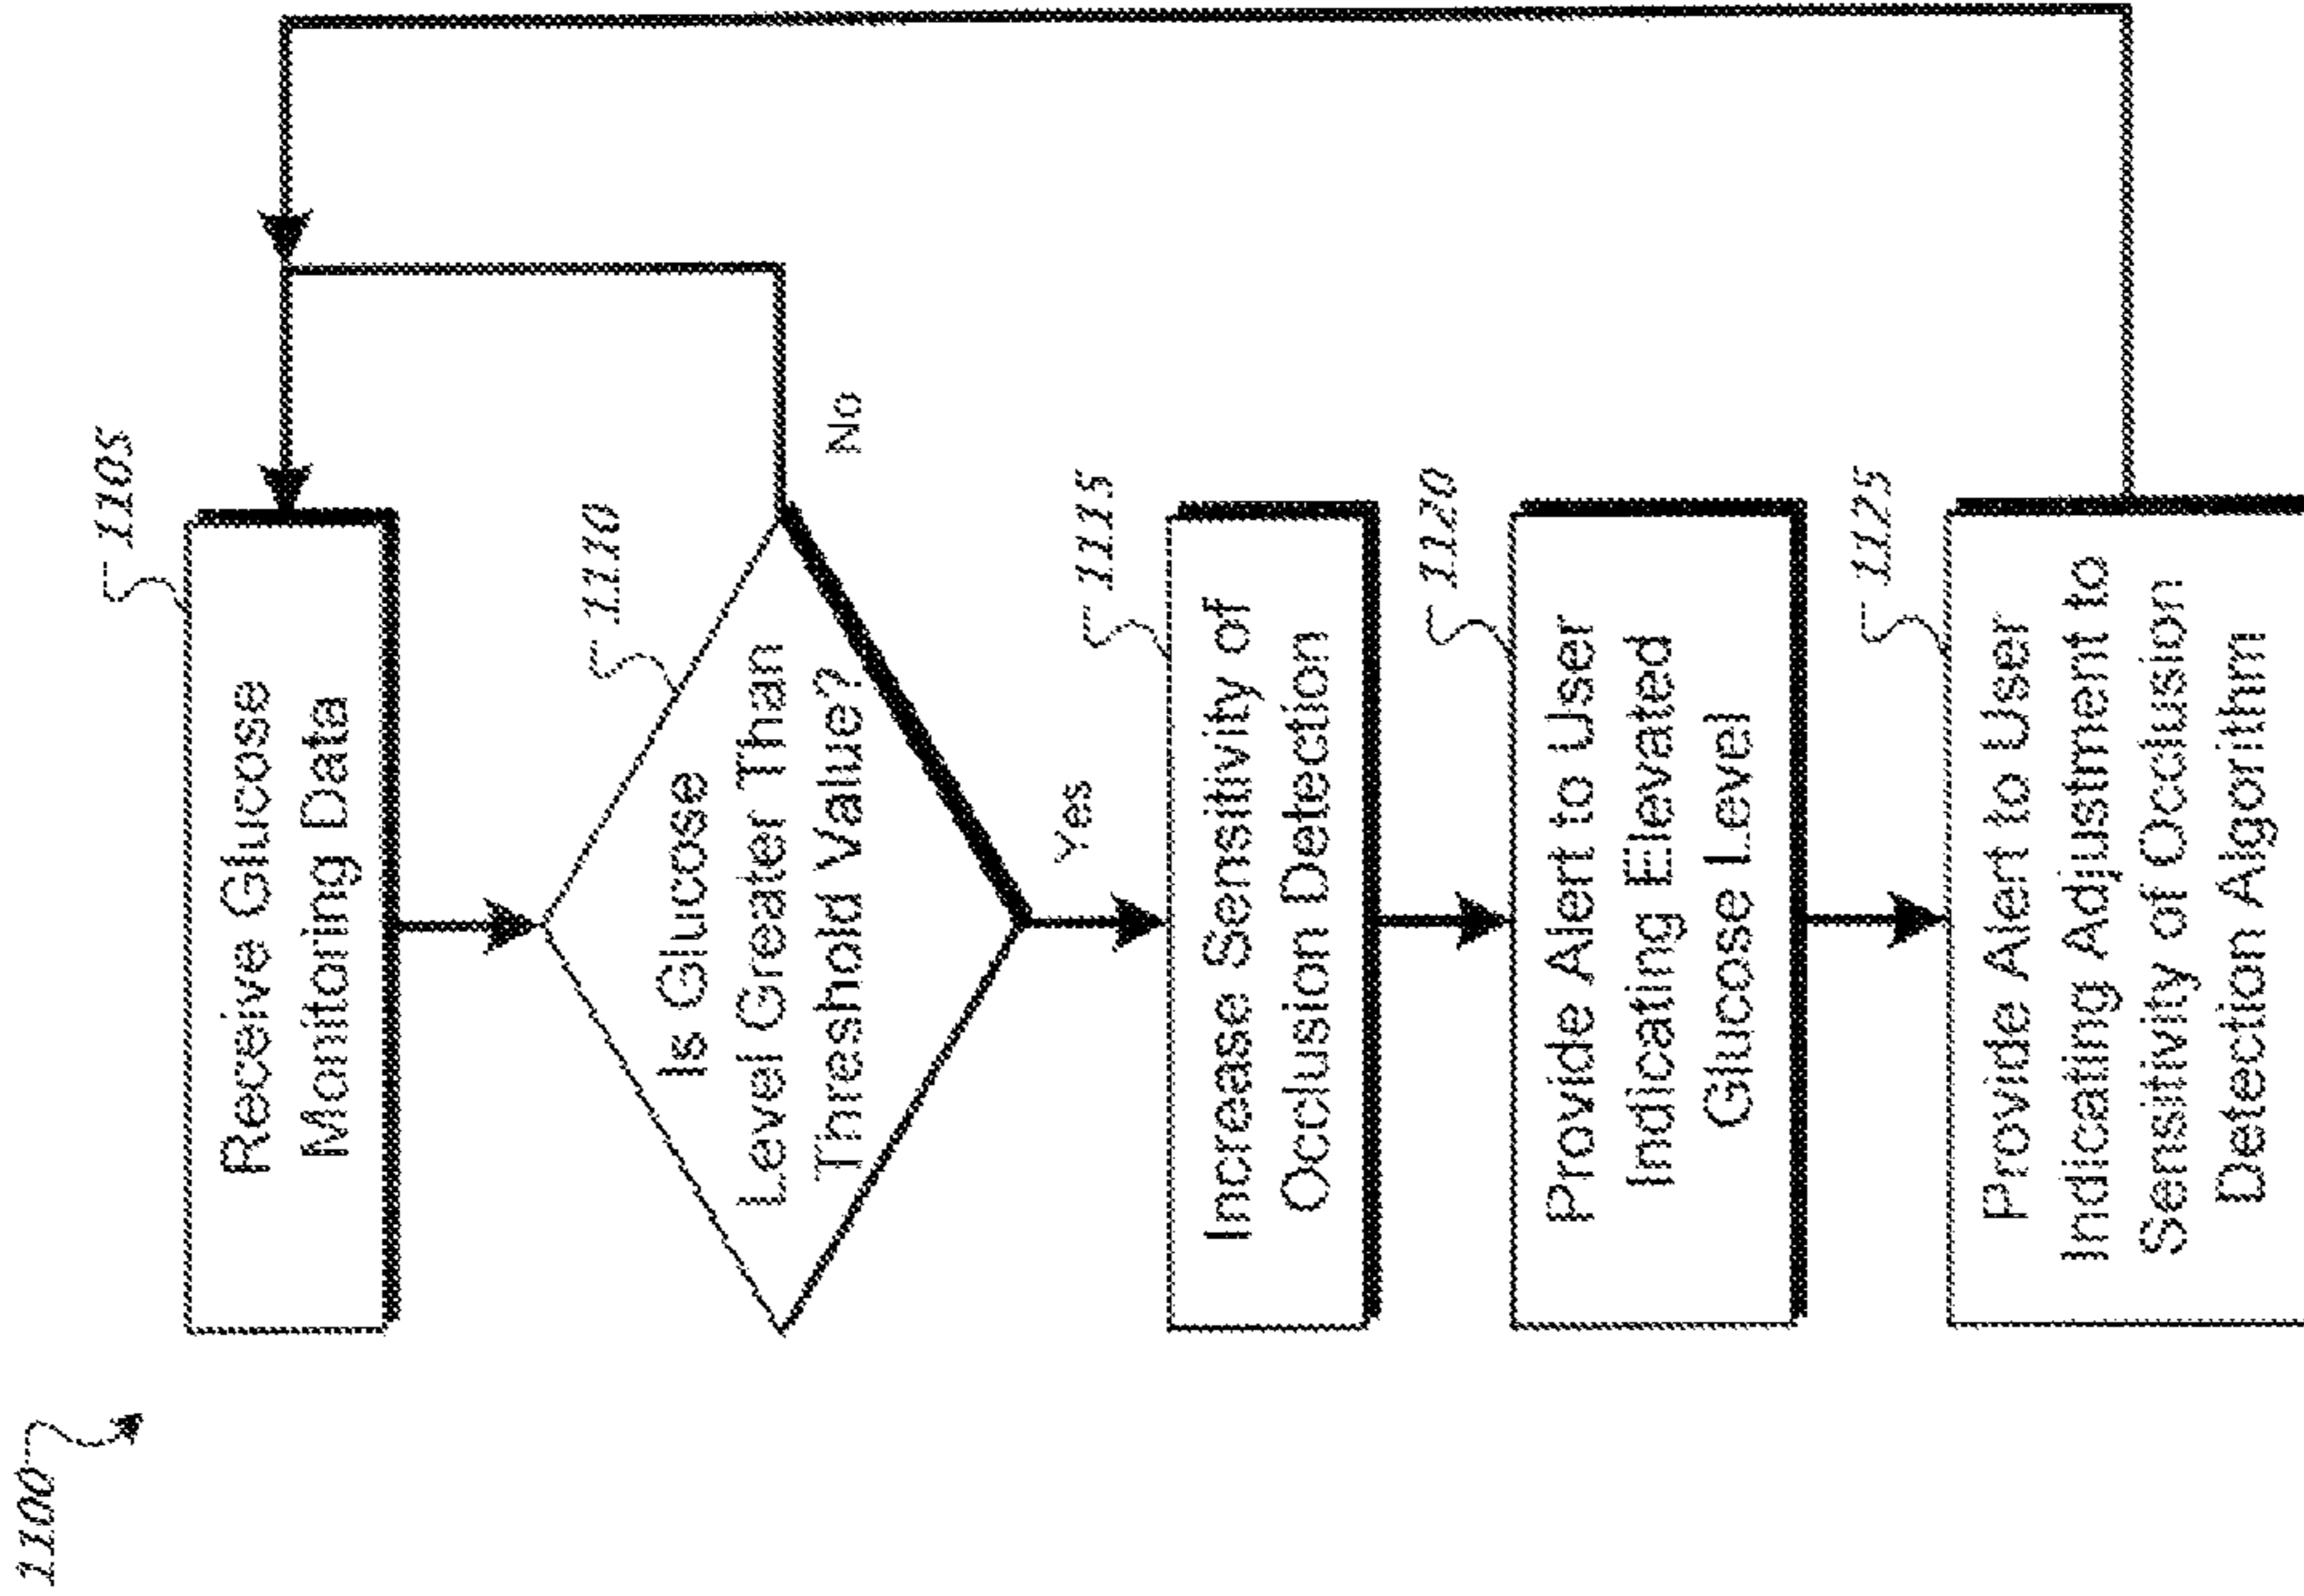 1100
1105
Receive Glucose
Monitoring Data
1110
Is Glucose
Level Greater Than
Threshold Value?
No
Yes
1115
Increase Sensitivity of
Occlusion Detection
1120
Provide Alert to User
Indicating Elevated
Glucose Level
1125
Provide Alert to User
Indicating Adjustment to
Sensitivity of Occlusion
Detection Algorithm